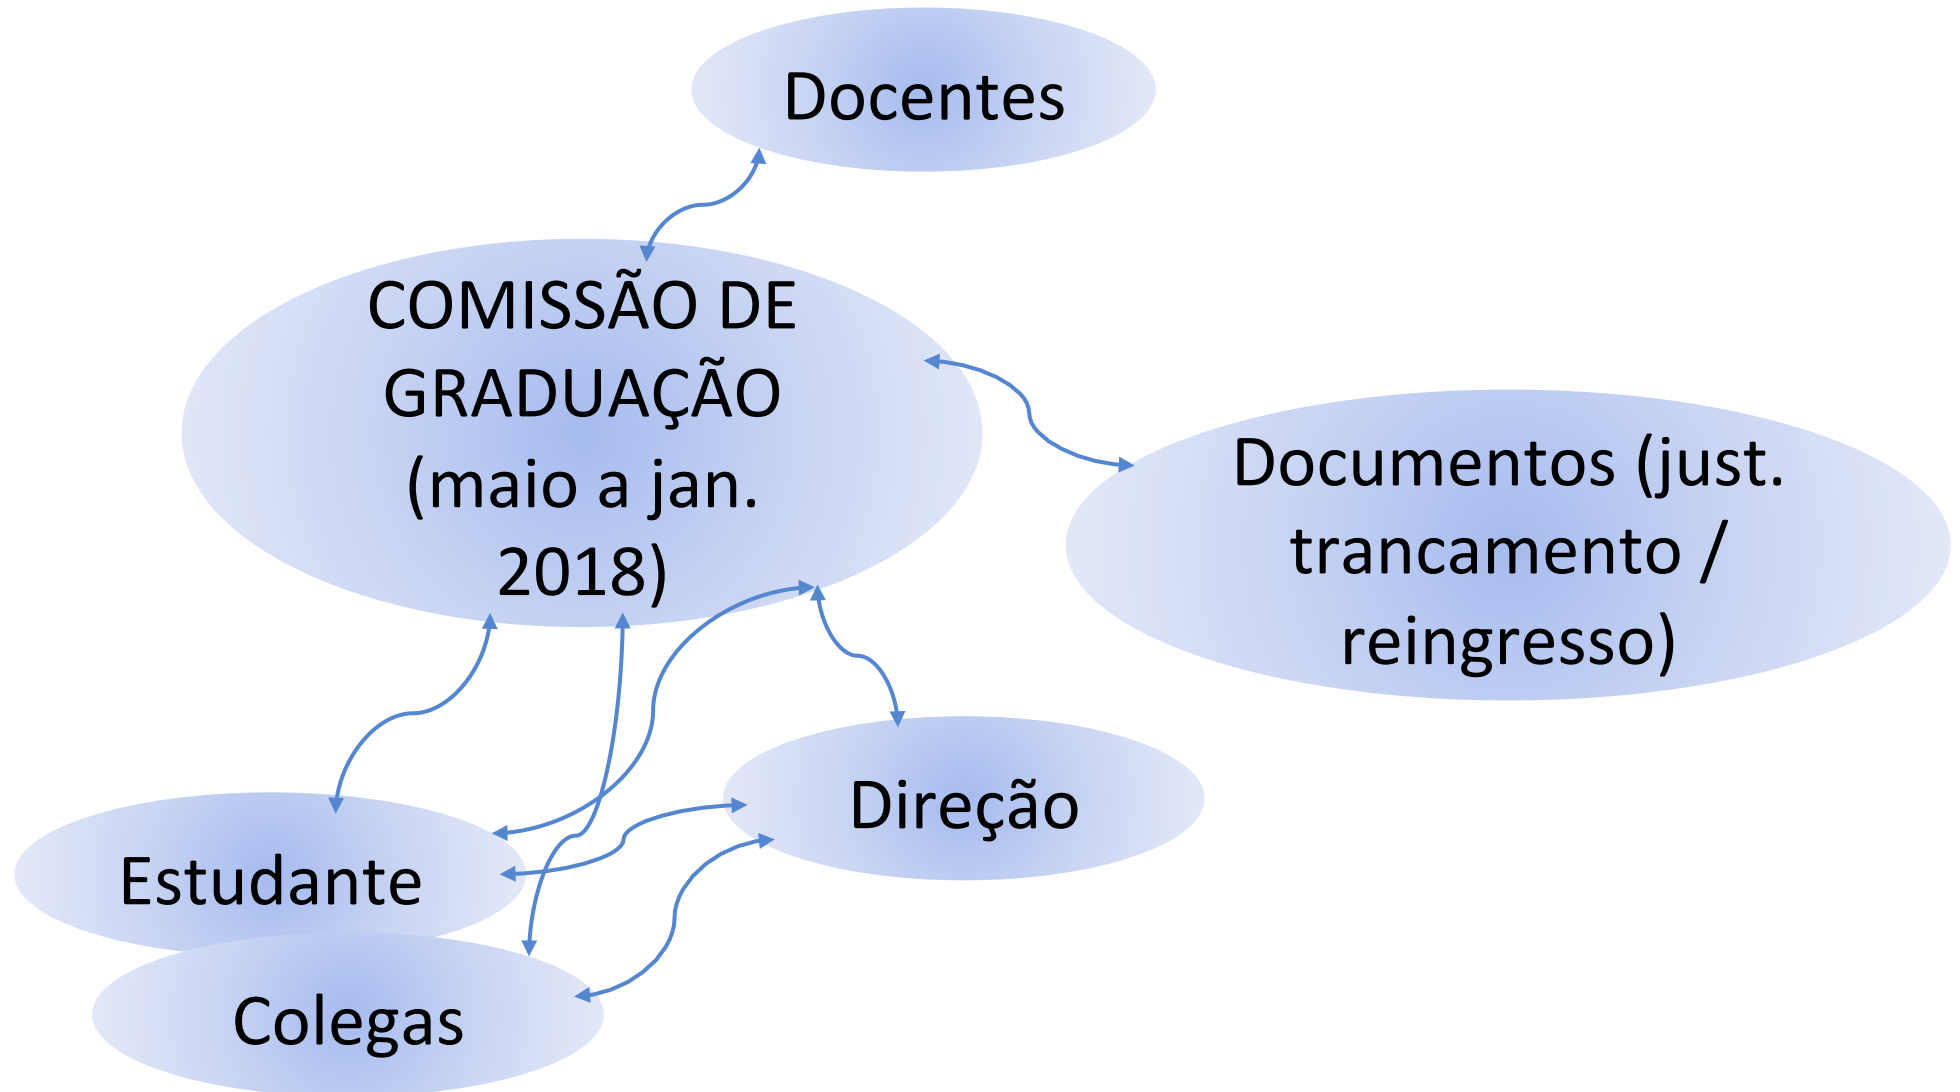 Docentes
COMISSÃO DE
GRADUAÇÃO
(maio a jan.
2018)
Documentos (just.
trancamento /
reingresso)
Direção
Estudante
Colegas